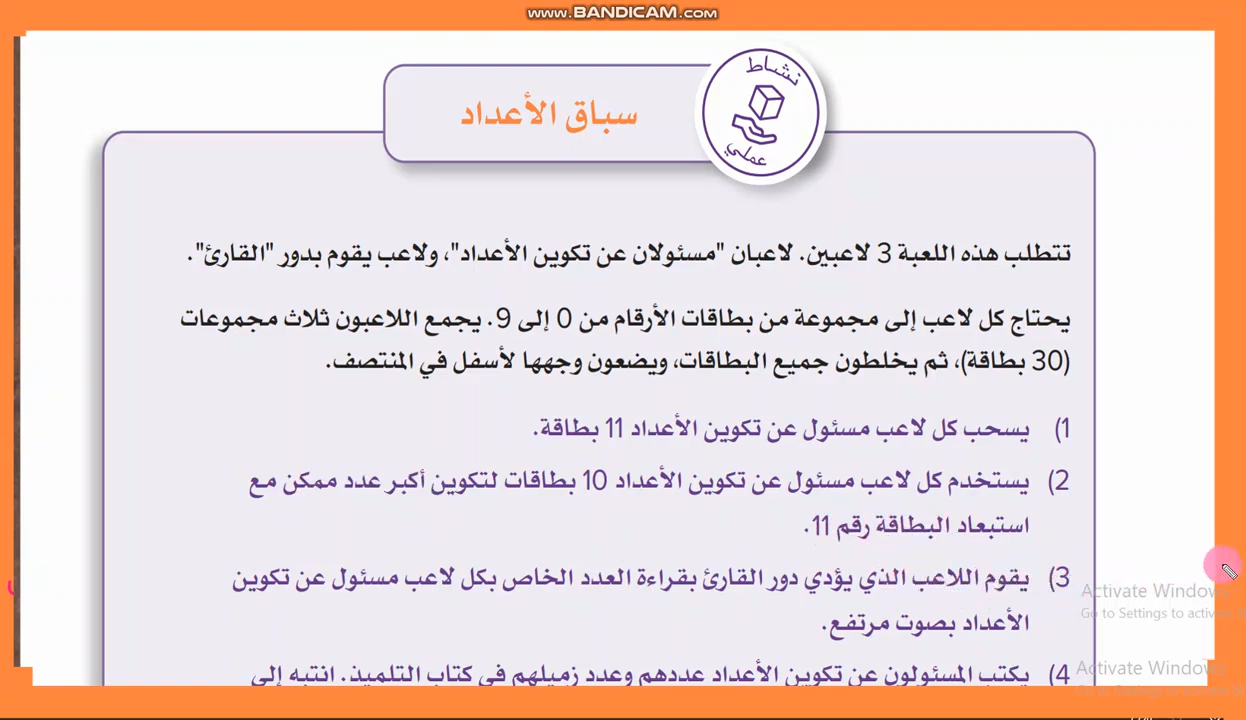 www.BANDICAM.com
نشاط
عملي
سباق الأعداد
تتطلب هذه اللعبة 3 لاعبين. لاعبان "مسئولان عن تكوين الأعداد"، ولاعب يقوم بدور "القارئ".
يحتاج كل لاعب إلى مجموعة من بطاقات الأرقام من 0 إلى 9. يجمع اللاعبون ثلاث مجموعات
(30 بطاقة)، ثم يخلطون جميع البطاقات، ويضعون وجهها لأسفل في المنتصف.
1) يسحب كل لاعب مسئول عن تكوين الأعداد 11 بطاقة.
2) يستخدم كل لاعب مسئول عن تكوين الأعداد 10 بطاقات لتكوين أكبر عدد ممكن مع
استبعاد البطاقة رقم 11.
3) يقوم اللاعب الذي يؤدي دور القارئ بقراءة العدد الخاص بكل لاعب مسئول عن تكوين
الأعداد بصوت مرتفع.
4) يكتب المسئولون عن تكوين الأعداد عددهم وعدد زميلهم في كتاب التلميذ. انتبه إلى
Activate Windows
Go to Settings to activate
Activate Windows